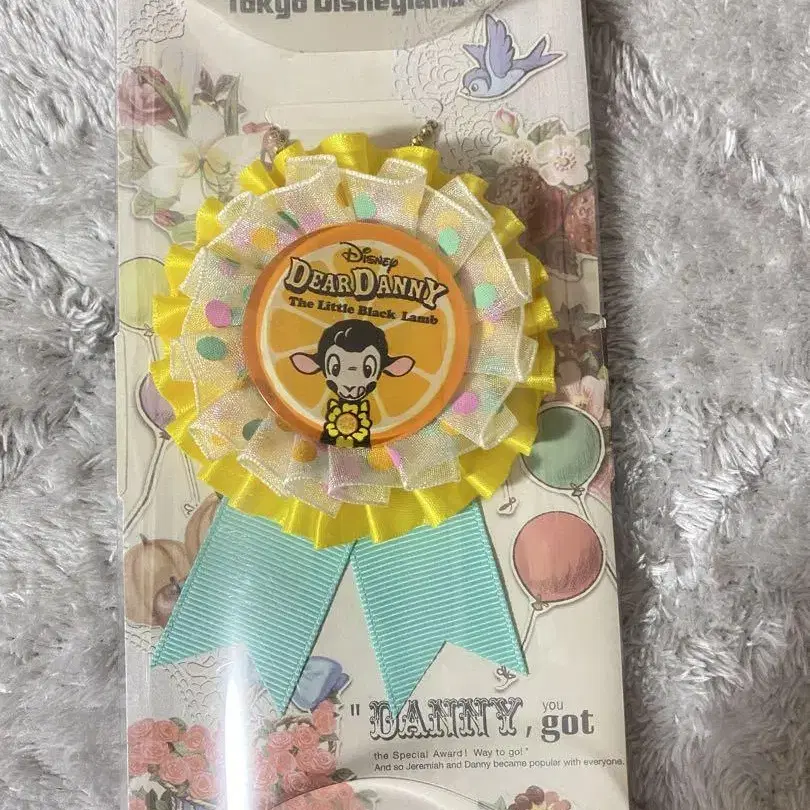 Tokyo Disneyland
Disney
DEAR DANNY
The Little Black Lamb
" DANNY, you got
the Special Award! Way to go!"
And so Jeremiah and Danny became popular with everyone.